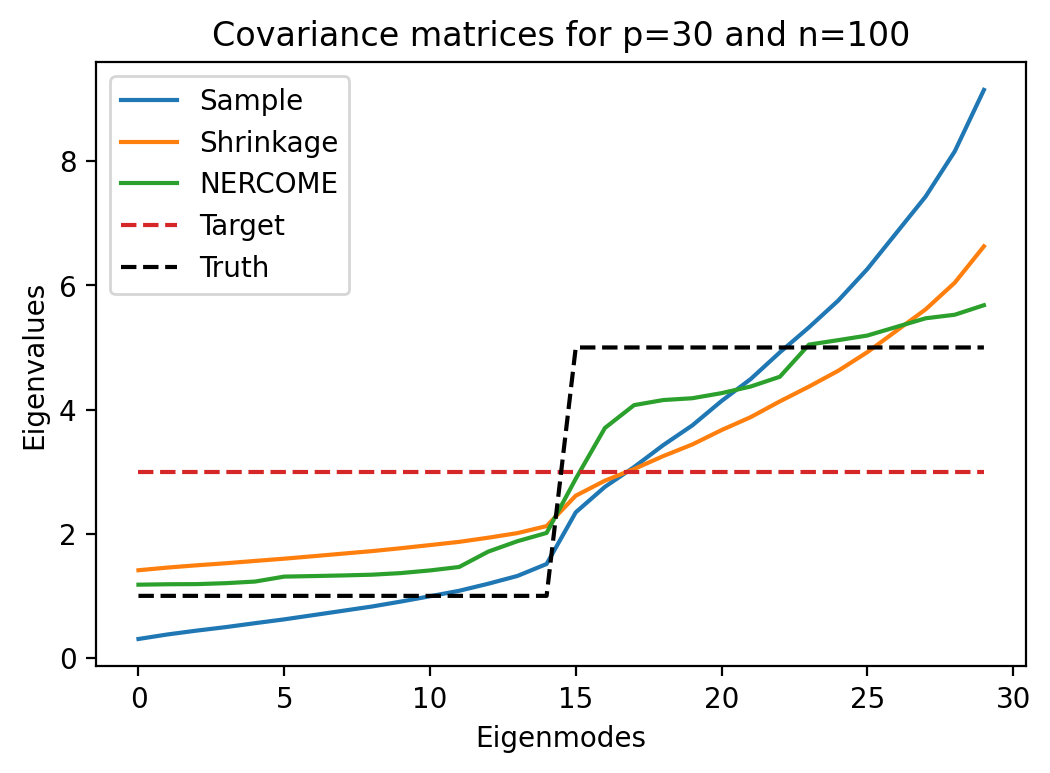 Covariance matrices for p=30 and n=100
Sample
Shrinkage
NERCOME
Target
Truth
Eigenvalues
8
6
4
2
0
0 5 10 15 20 25 30
Eigenmodes